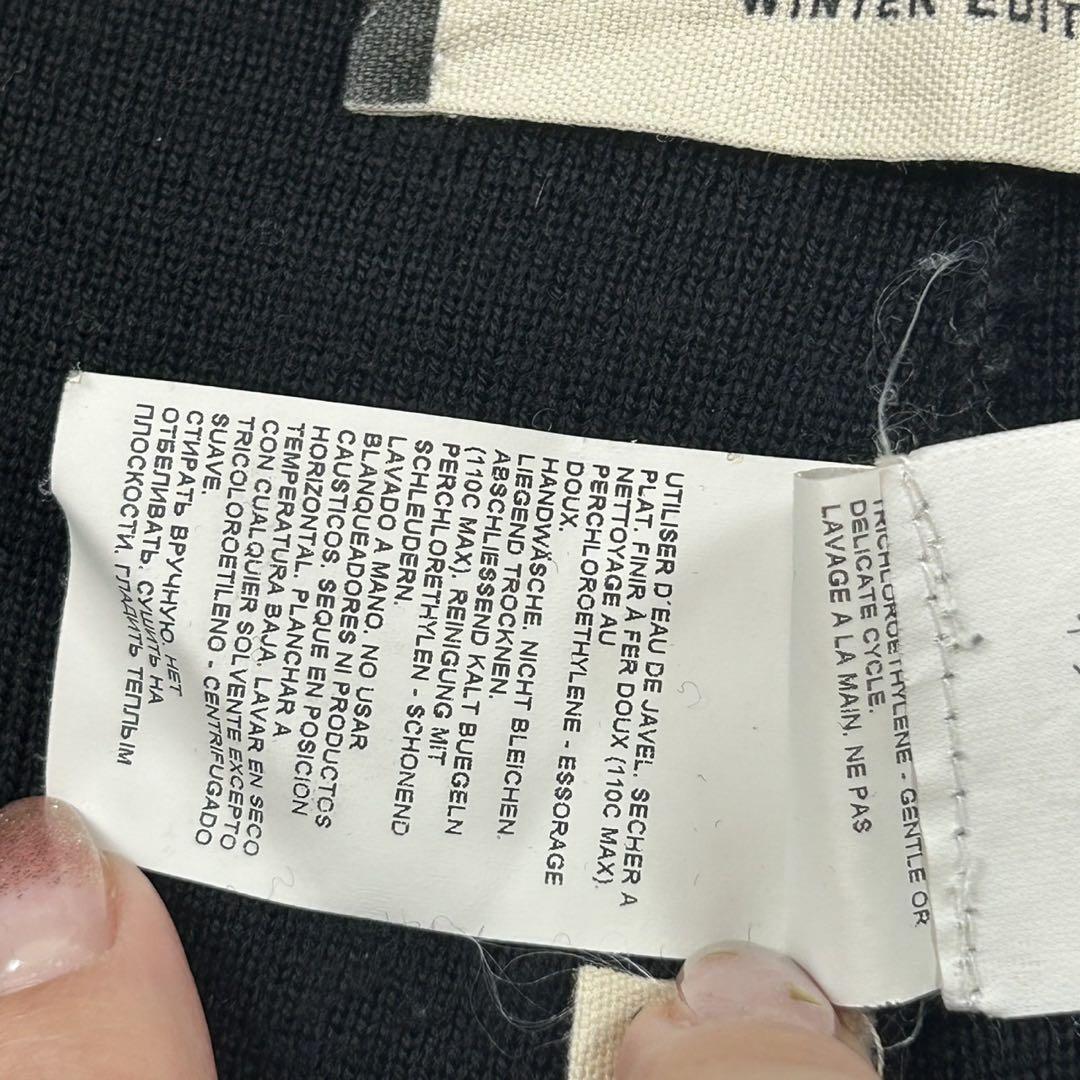 WINTER EDIT
TRICHLOROETHYLENE - GENTLE OR
DELICATE CYCLE.
LAVAGE A LA MAIN. NE PAS
UTILISER D'EAU DE JAVEL. SECHER A
PLAT. FINIR À FER DOUX (110C MAX).
NETTOYAGE AU
PERCHLOROETHYLENE - ESSORAGE
DOUX.
HANDWÄSCHE. NICHT BLEICHEN.
LIEGEND TROCKNEN.
ABSCHLIESSEND KALT BUEGELN
(110C MAX). REINIGUNG MIT
PERCHLORETHYLEN - SCHONEND
SCHLEUDERN.
LAVADO A MANO. NO USAR
BLANQUEADORES NI PRODUCTOS
CAUSTICOS. SEQUE EN POSICIÓN
HORIZONTAL. PLANCHAR A
TEMPERATURA BAJA. LAVAR EN SECO
CON CUALQUIER SOLVENTE EXCEPTO
TRICOLOROETILENO - CENTRIFUGADO
SUAVE.
СТИРАТЬ ВРУЧНУЮ. НЕТ
ОТБЕЛИВАТЬ. СУШИТЬ НА
ПЛОСКОСТИ. ГЛАДИТЬ ТЕПЛЫМ